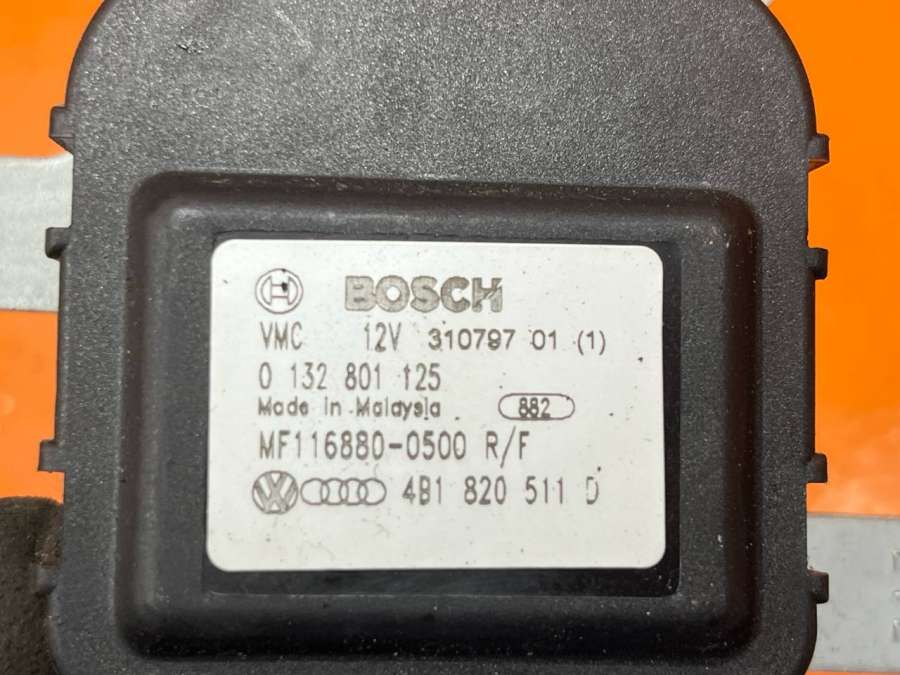 BOSCH
VMC 12V 310797 01 (1)
0 132 801 125
Made in Malaysia 882
MF116880-0500 R/F
4B1 820 511 D